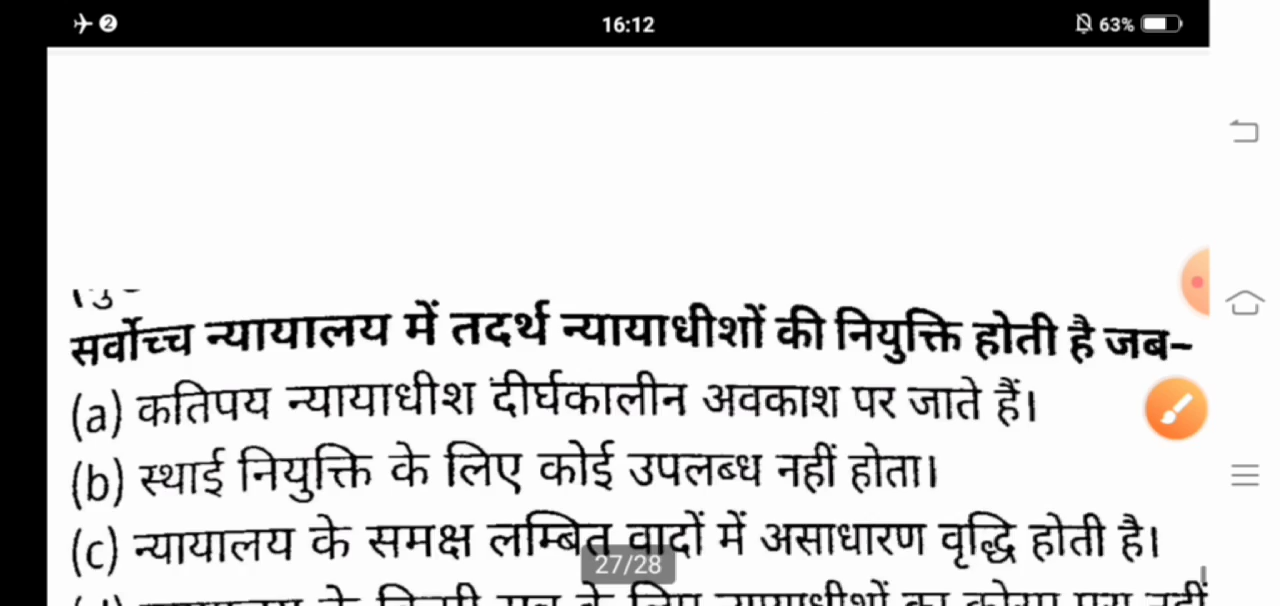 16:12
63%
सर्वोच्च न्यायालय में तदर्थ न्यायाधीशों की नियुक्ति होती है जब-
(a) कतिपय न्यायाधीश दीर्घकालीन अवकाश पर जाते हैं।
(b) स्थाई नियुक्ति के लिए कोई उपलब्ध नहीं होता।
(c) न्यायालय के समक्ष लम्बित वादों में असाधारण वृद्धि होती है।
27/28